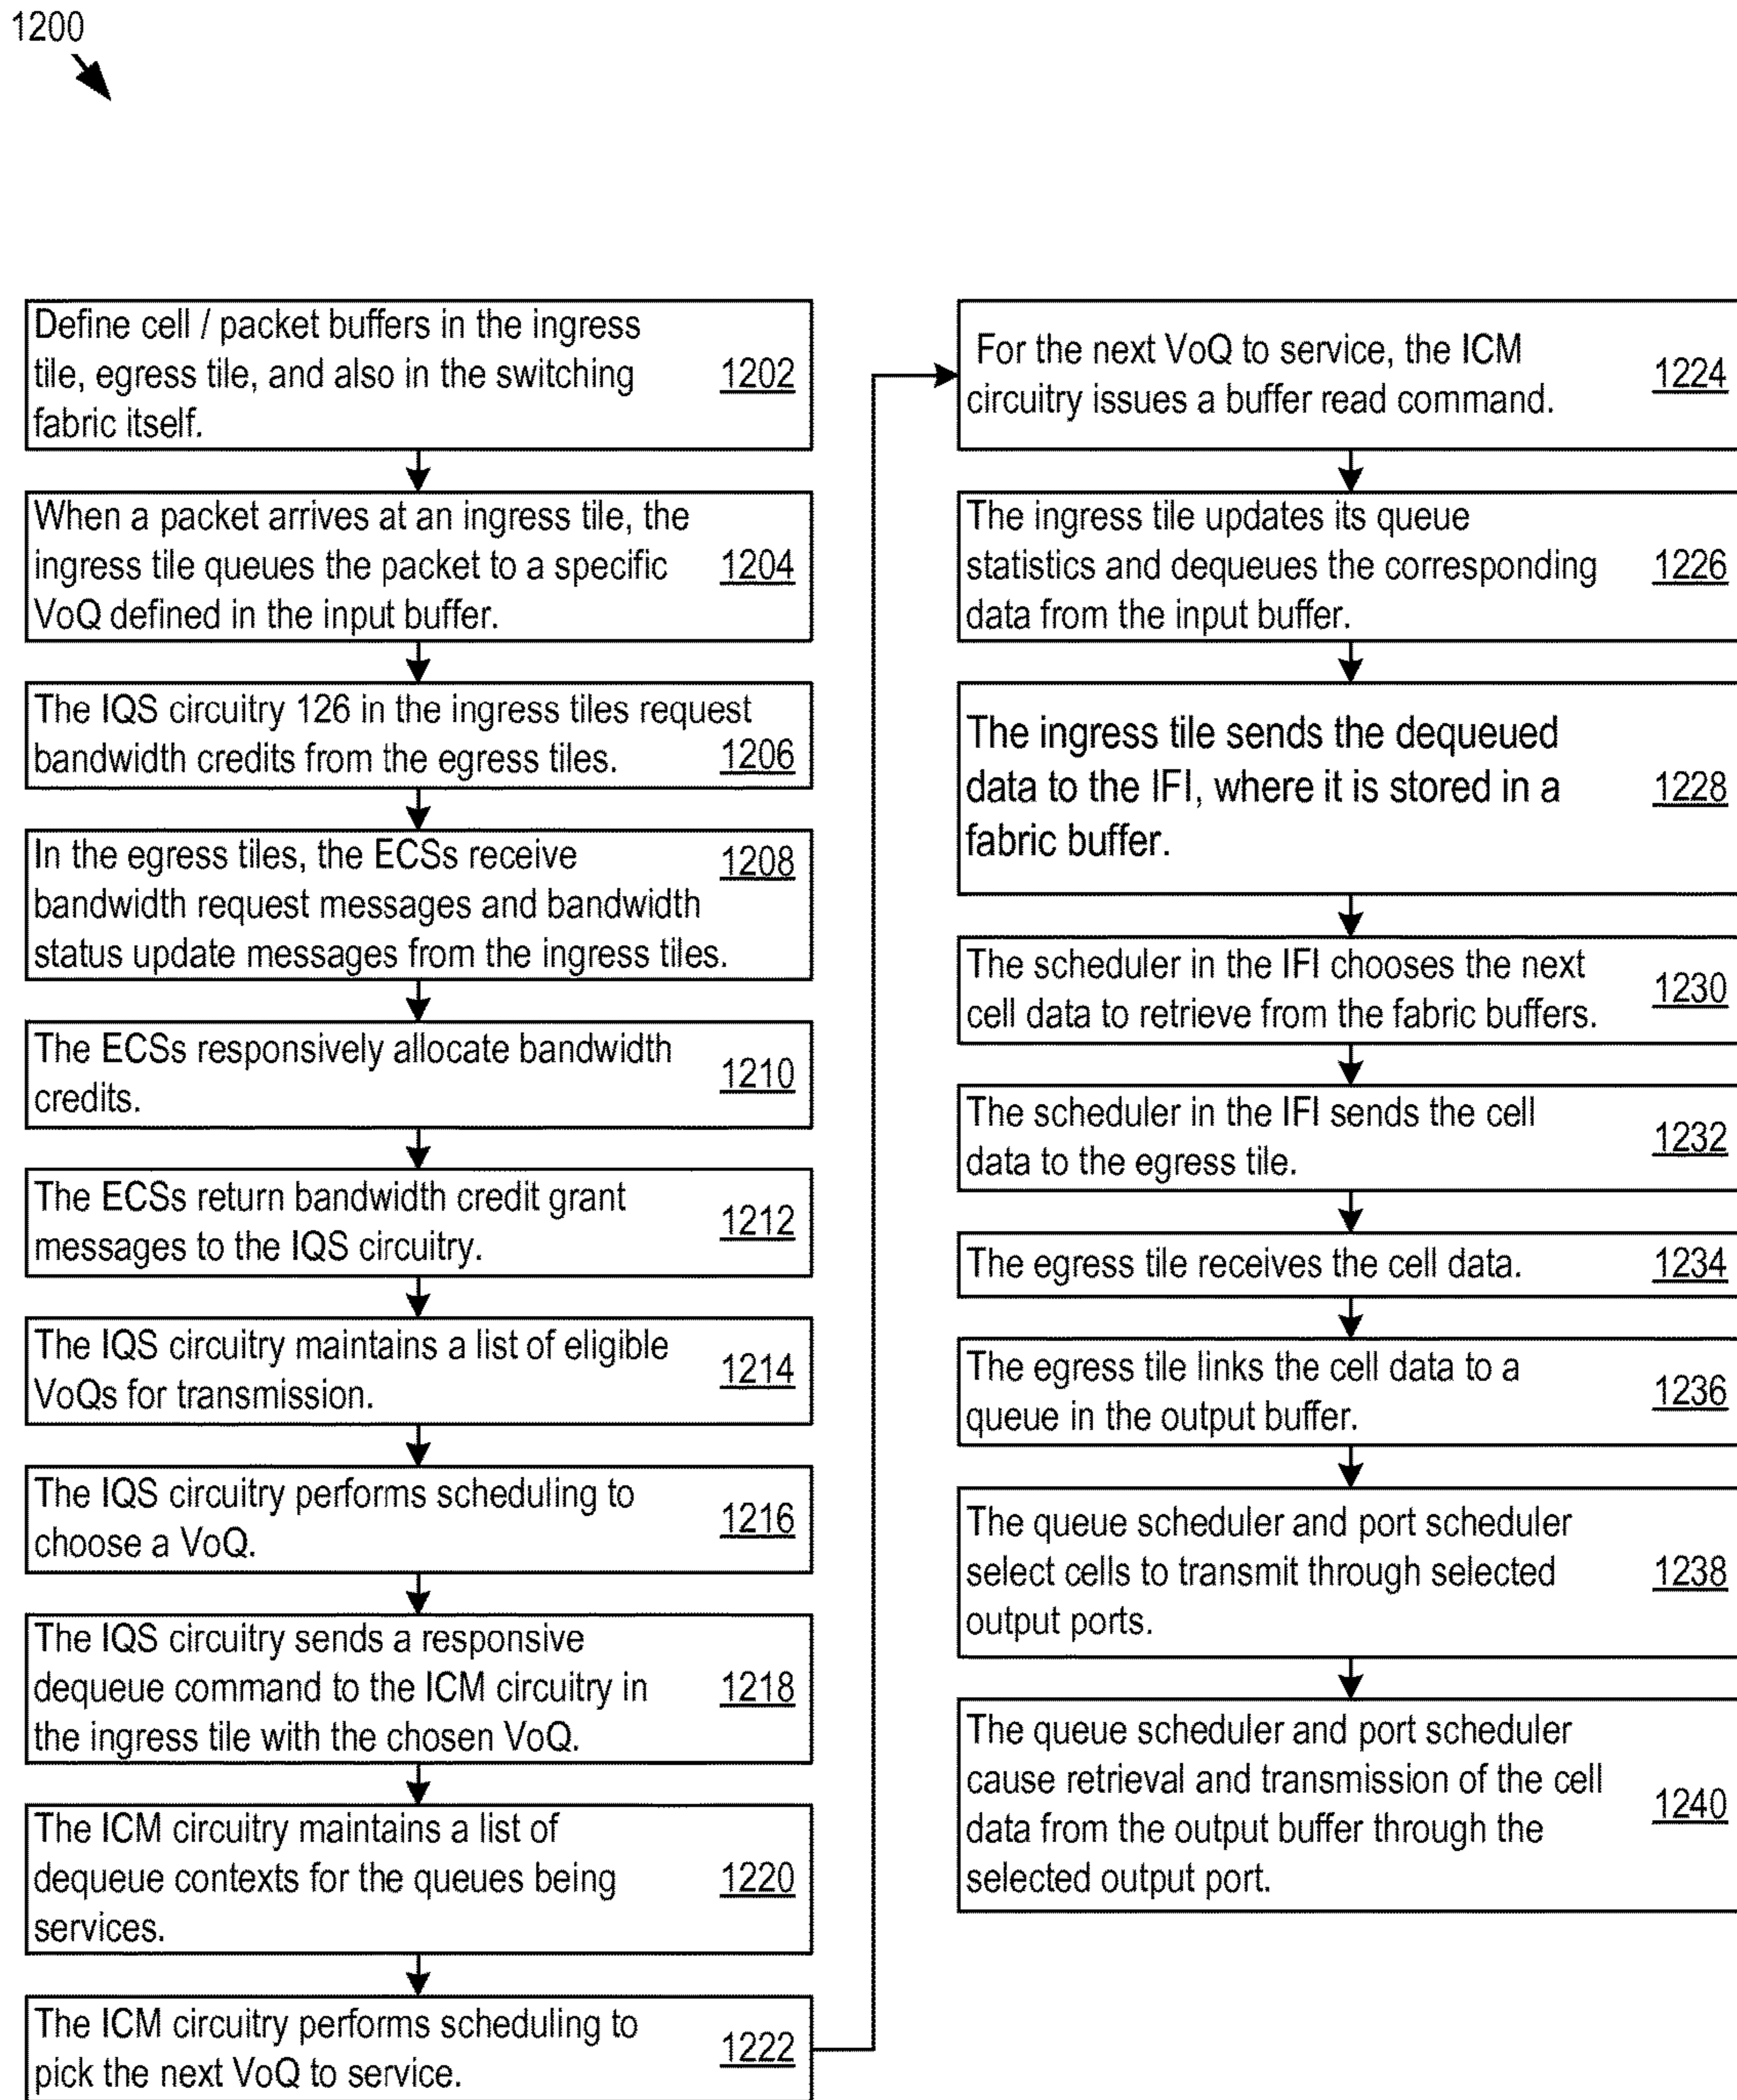 1200
Define cell / packet buffers in the ingress
tile, egress tile, and also in the switching
fabric itself.
1202
When a packet arrives at an ingress tile, the
ingress tile queues the packet to a specific
VoQ defined in the input buffer.
1204
The IQS circuitry 126 in the ingress tiles request
bandwidth credits from the egress tiles.
1206
In the egress tiles, the ECSs receive
bandwidth request messages and bandwidth
status update messages from the ingress tiles.
1208
The ECSs responsively allocate bandwidth
credits.
1210
The ECSs return bandwidth credit grant
messages to the IQS circuitry.
1212
The IQS circuitry maintains a list of eligible
VoQs for transmission.
1214
The IQS circuitry performs scheduling to
choose a VoQ.
1216
The IQS circuitry sends a responsive
dequeue command to the ICM circuitry in
the ingress tile with the chosen VoQ.
1218
The ICM circuitry maintains a list of
dequeue contexts for the queues being
services.
1220
The ICM circuitry performs scheduling to
pick the next VoQ to service.
1222
For the next VoQ to service, the ICM
circuitry issues a buffer read command.
1224
The ingress tile updates its queue
statistics and dequeues the corresponding
data from the input buffer.
1226
The ingress tile sends the dequeued
data to the IFI, where it is stored in a
fabric buffer.
1228
The scheduler in the IFI chooses the next
cell data to retrieve from the fabric buffers.
1230
The scheduler in the IFI sends the cell
data to the egress tile.
1232
The egress tile receives the cell data.
1234
The egress tile links the cell data to a
queue in the output buffer.
1236
The queue scheduler and port scheduler
select cells to transmit through selected
output ports.
1238
The queue scheduler and port scheduler
cause retrieval and transmission of the cell
data from the output buffer through the
selected output port.
1240